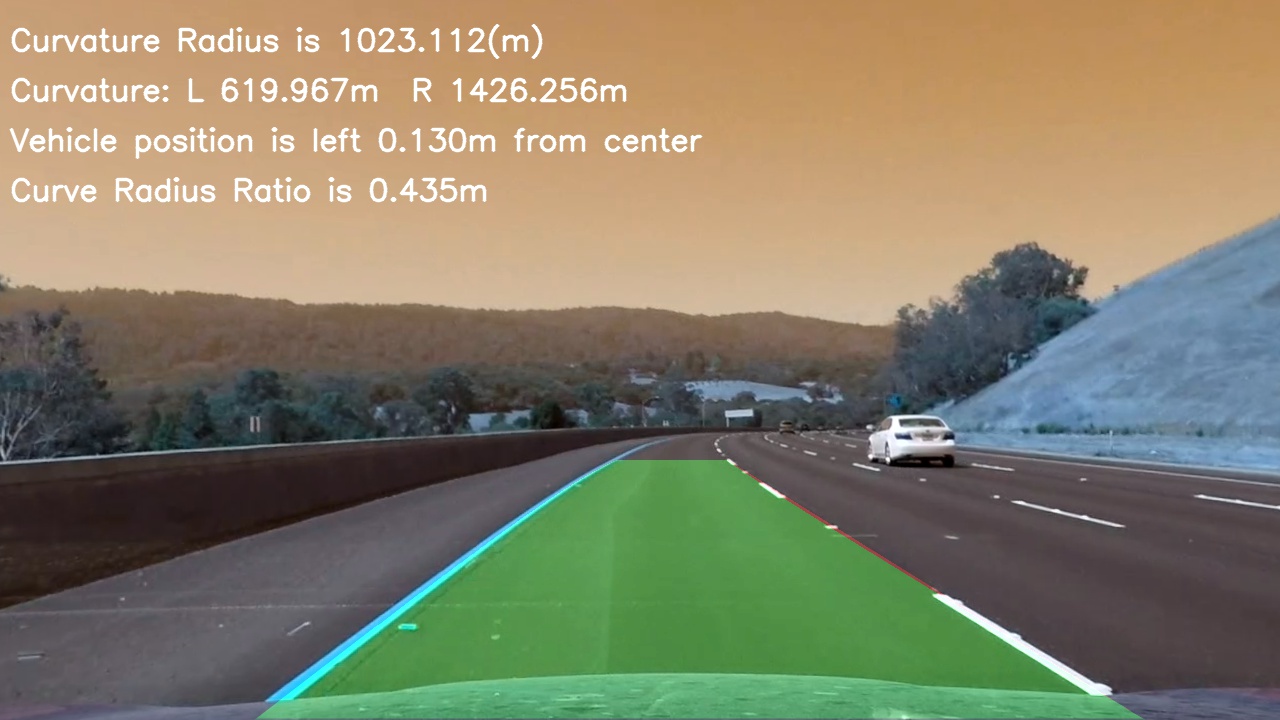 Curvature Radius is 1023.112(m)
Curvature: L 619.967m R 1426.256m
Vehicle position is left 0.130m from center
Curve Radius Ratio is 0.435m